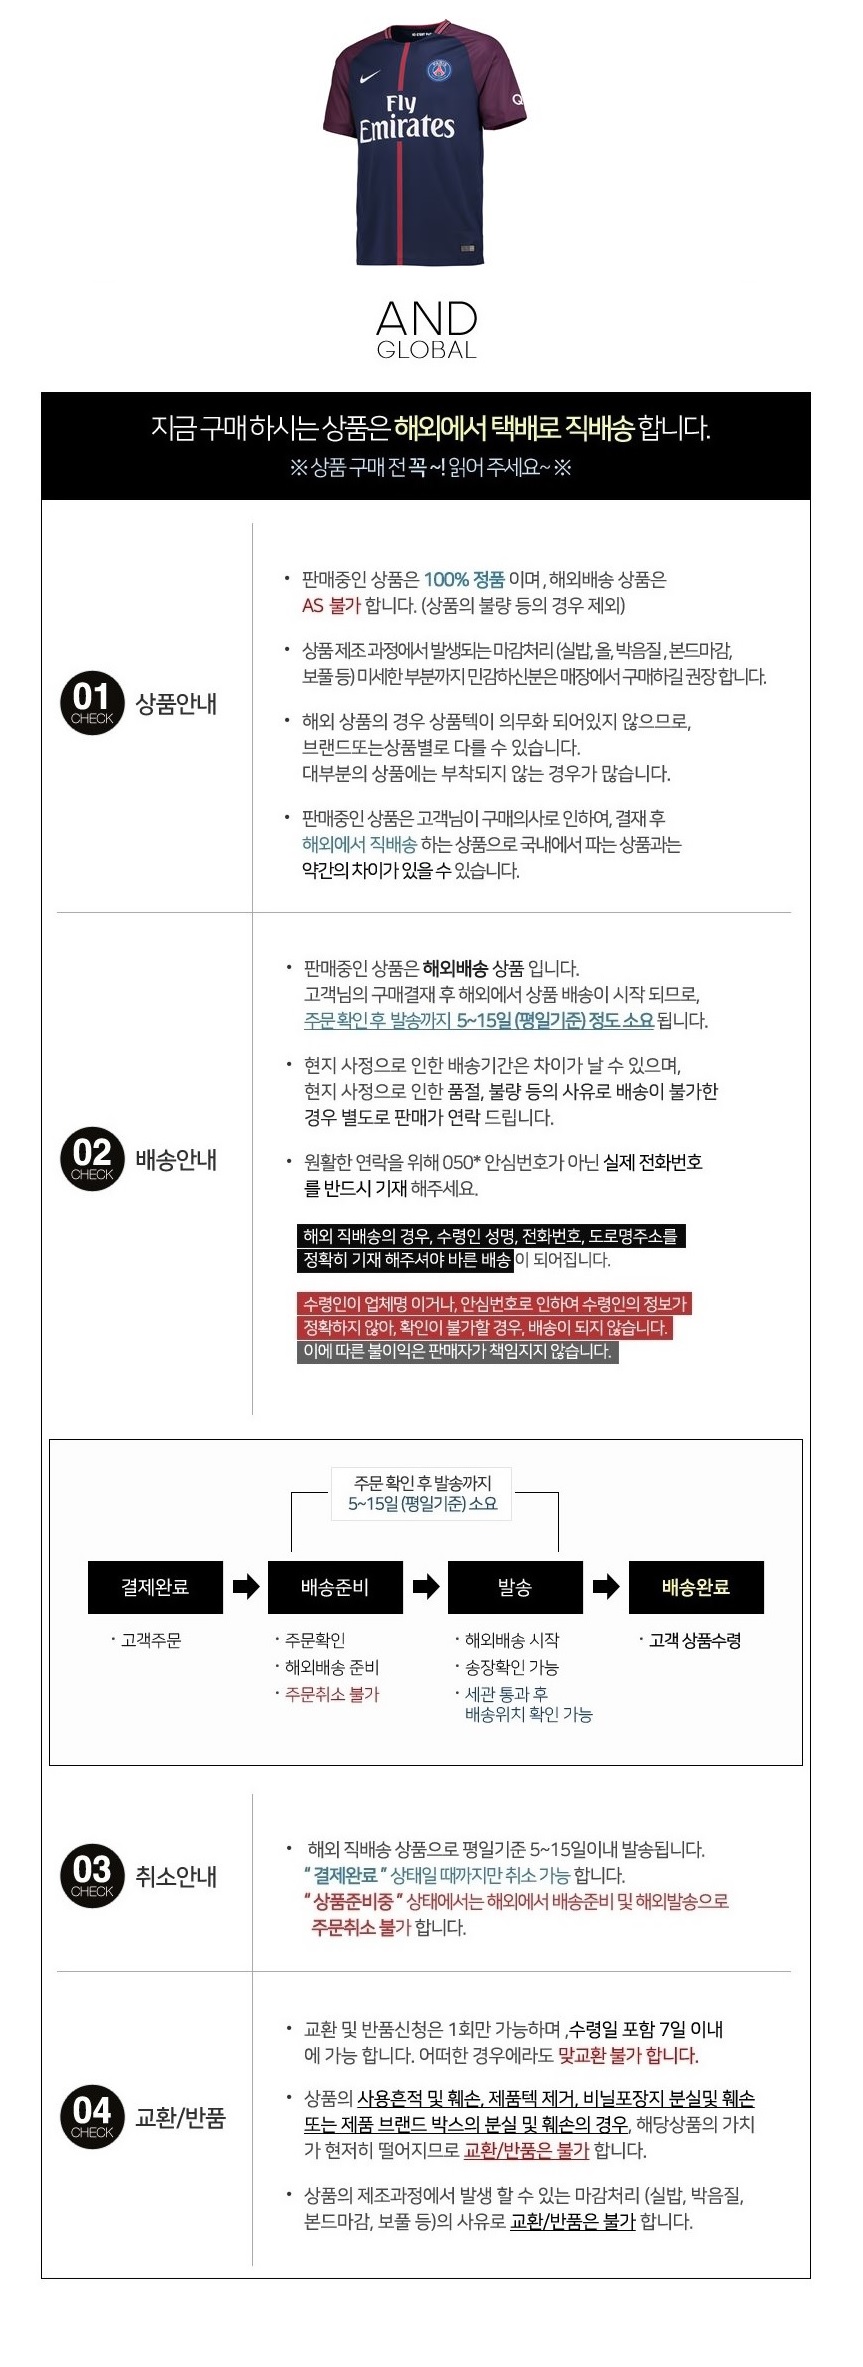 PARIS
Fly
Emirates
Q
AND
GLOBAL
지금 구매 하시는 상품은 해외에서 택배로 직배송 합니다.
※ 상품 구매 전 꼭 ~! 읽어 주세요~ ※
01
CHECK
상품안내
• 판매중인 상품은 100% 정품 이며, 해외배송 상품은
AS 불가 합니다. (상품의 불량 등의 경우 제외)
• 상품 제조 과정에서 발생되는 마감처리 (실밥, 올, 박음질, 본드마감,
보풀 등) 미세한 부분까지 민감하신분은 매장에서 구매하길 권장 합니다.
• 해외 상품의 경우 상품텍이 의무화 되어있지 않으므로,
브랜드또는상품별로 다를 수 있습니다.
대부분의 상품에는 부착되지 않는 경우가 많습니다.
• 판매중인 상품은 고객님이 구매의사로 인하여, 결재 후
해외에서 직배송 하는 상품으로 국내에서 파는 상품과는
약간의 차이가 있을 수 있습니다.
02
CHECK
배송안내
• 판매중인 상품은 해외배송 상품 입니다.
고객님의 구매결재 후 해외에서 상품 배송이 시작 되므로,
주문 확인 후 발송까지 5~15일 (평일기준) 정도 소요 됩니다.
• 현지 사정으로 인한 배송기간은 차이가 날 수 있으며,
현지 사정으로 인한 품절, 불량 등의 사유로 배송이 불가한
경우 별도로 판매가 연락 드립니다.
• 원활한 연락을 위해 050* 안심번호가 아닌 실제 전화번호
를 반드시 기재 해주세요.
해외 직배송의 경우, 수령인 성명, 전화번호, 도로명주소를
정확히 기재 해주셔야 바른 배송이 되어집니다.
수령인이 업체명 이거나, 안심번호로 인하여 수령인의 정보가
정확하지 않아, 확인이 불가할 경우, 배송이 되지 않습니다.
이에 따른 불이익은 판매자가 책임지지 않습니다.
주문 확인 후 발송까지
5~15일 (평일기준) 소요
결제완료
배송준비
발송
배송완료
· 고객주문
· 주문확인
· 해외배송 준비
· 주문취소 불가
· 해외배송 시작
· 송장확인 가능
· 세관 통과 후
배송위치 확인 가능
· 고객 상품수령
03
CHECK
취소안내
• 해외 직배송 상품으로 평일기준 5~15일이내 발송됩니다.
“ 결제완료 ” 상태일 때까지만 취소 가능 합니다.
“ 상품준비중 ” 상태에서는 해외에서 배송준비 및 해외발송으로
주문취소 불가 합니다.
04
CHECK
교환/반품
• 교환 및 반품신청은 1회만 가능하며 ,수령일 포함 7일 이내
에 가능 합니다. 어떠한 경우에라도 맞교환 불가 합니다.
• 상품의 사용흔적 및 훼손, 제품텍 제거, 비닐포장지 분실및 훼손
또는 제품 브랜드 박스의 분실 및 훼손의 경우, 해당상품의 가치
가 현저히 떨어지므로 교환/반품은 불가 합니다.
• 상품의 제조과정에서 발생 할 수 있는 마감처리 (실밥, 박음질,
본드마감, 보풀 등)의 사유로 교환/반품은 불가 합니다.